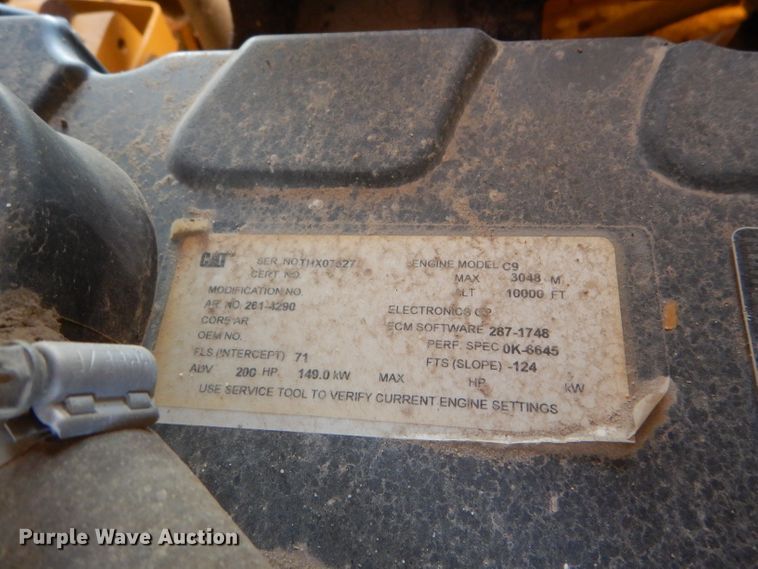 CAT SER. NO THX07527 ENGINE MODEL C9
CERT. NO. MAX 3048 M
MODIFICATION NO. ALT 10000 FT
AR NO. 261-4290 ELECTRONICS
CORE AR ECM SOFTWARE 287-1748
OEM NO. PERF. SPEC 0K-6645
FLS (INTERCEPT) 71 FTS (SLOPE) -124
ADV 200 HP. 149.0 kW MAX HP. kW
USE SERVICE TOOL TO VERIFY CURRENT ENGINE SETTINGS
Purple Wave Auction